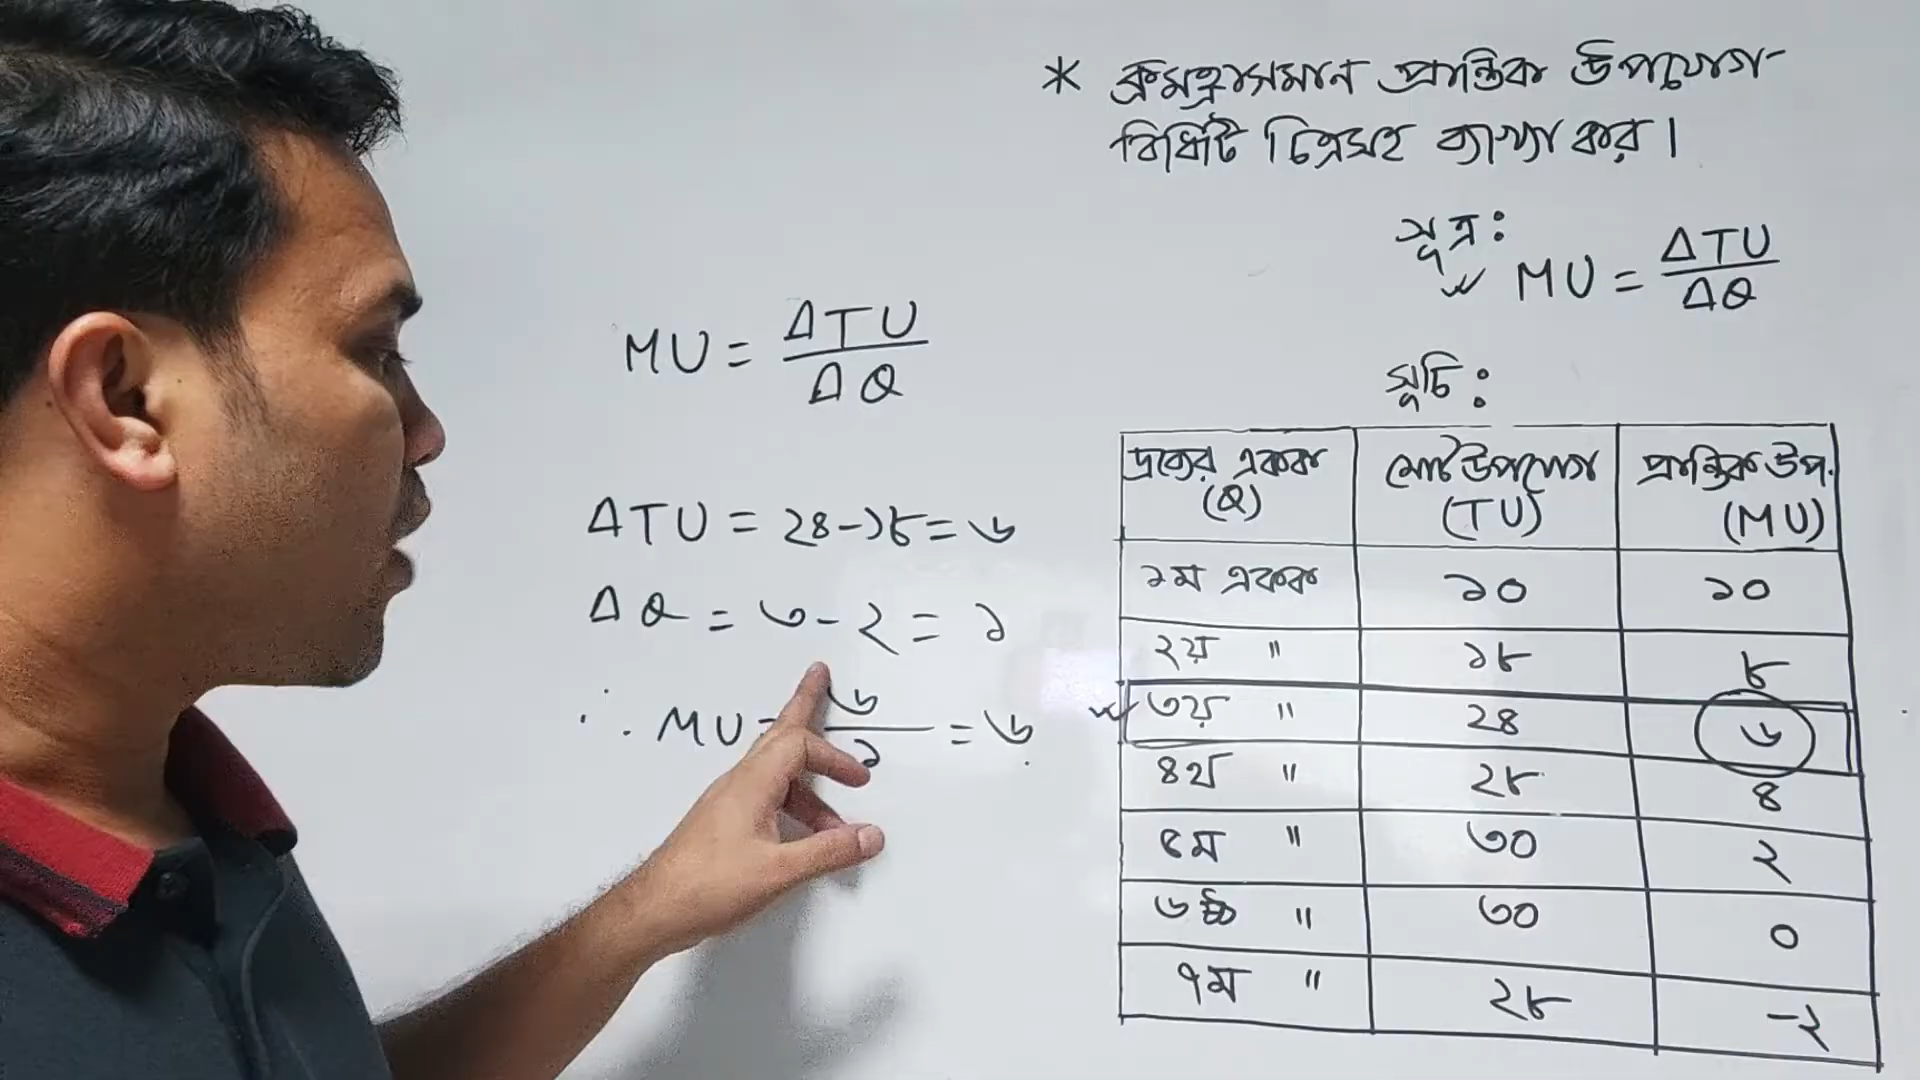 * ক্রমহ্রাসমান প্রান্তিক উপযোগ
বিধিটি চিত্রসহ ব্যাখ্যা কর।
সূত্র:
MU = ΔTU / ΔQ
MU = ΔTU / ΔQ
ΔTU = ২৪-১৮ = ৬
ΔQ = ৩-২ = ১
∴ MU = ৬ / ১ = ৬
সূচি:
দ্রব্যের একক (Q) মোট উপযোগ (TU) প্রান্তিক উপ. (MU)
১ম একক ১০ ১০
২য় " ১৮ ৮
৩য় " ২৪ ৬
৪র্থ " ২৮ ৪
৫ম " ৩০ ২
৬ষ্ঠ " ৩০ ০
৭ম " ২৮ -২